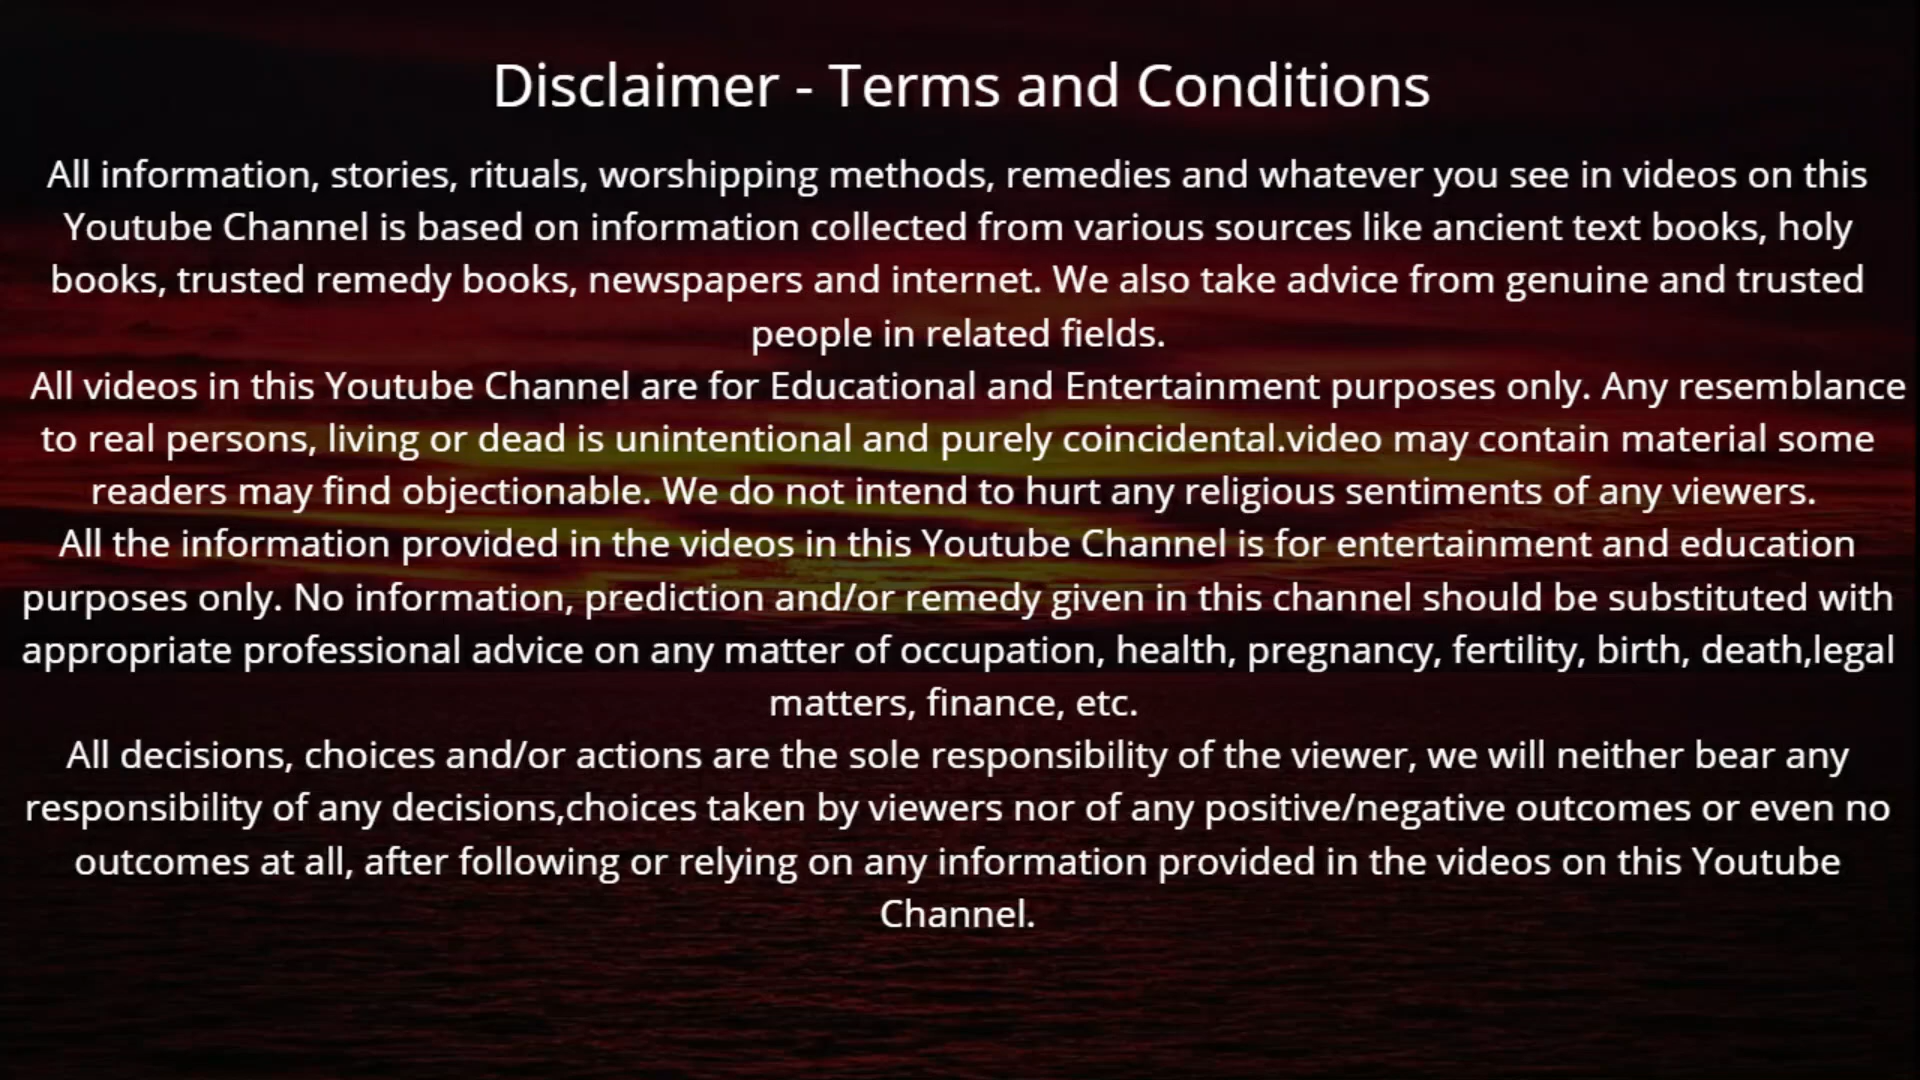 Disclaimer - Terms and Conditions
All information, stories, rituals, worshipping methods, remedies and whatever you see in videos on this
Youtube Channel is based on information collected from various sources like ancient text books, holy
books, trusted remedy books, newspapers and internet. We also take advice from genuine and trusted
people in related fields.
All videos in this Youtube Channel are for Educational and Entertainment purposes only. Any resemblance
to real persons, living or dead is unintentional and purely coincidental.video may contain material some
readers may find objectionable. We do not intend to hurt any religious sentiments of any viewers.
All the information provided in the videos in this Youtube Channel is for entertainment and education
purposes only. No information, prediction and/or remedy given in this channel should be substituted with
appropriate professional advice on any matter of occupation, health, pregnancy, fertility, birth, death,legal
matters, finance, etc.
All decisions, choices and/or actions are the sole responsibility of the viewer, we will neither bear any
responsibility of any decisions,choices taken by viewers nor of any positive/negative outcomes or even no
outcomes at all, after following or relying on any information provided in the videos on this Youtube
Channel.